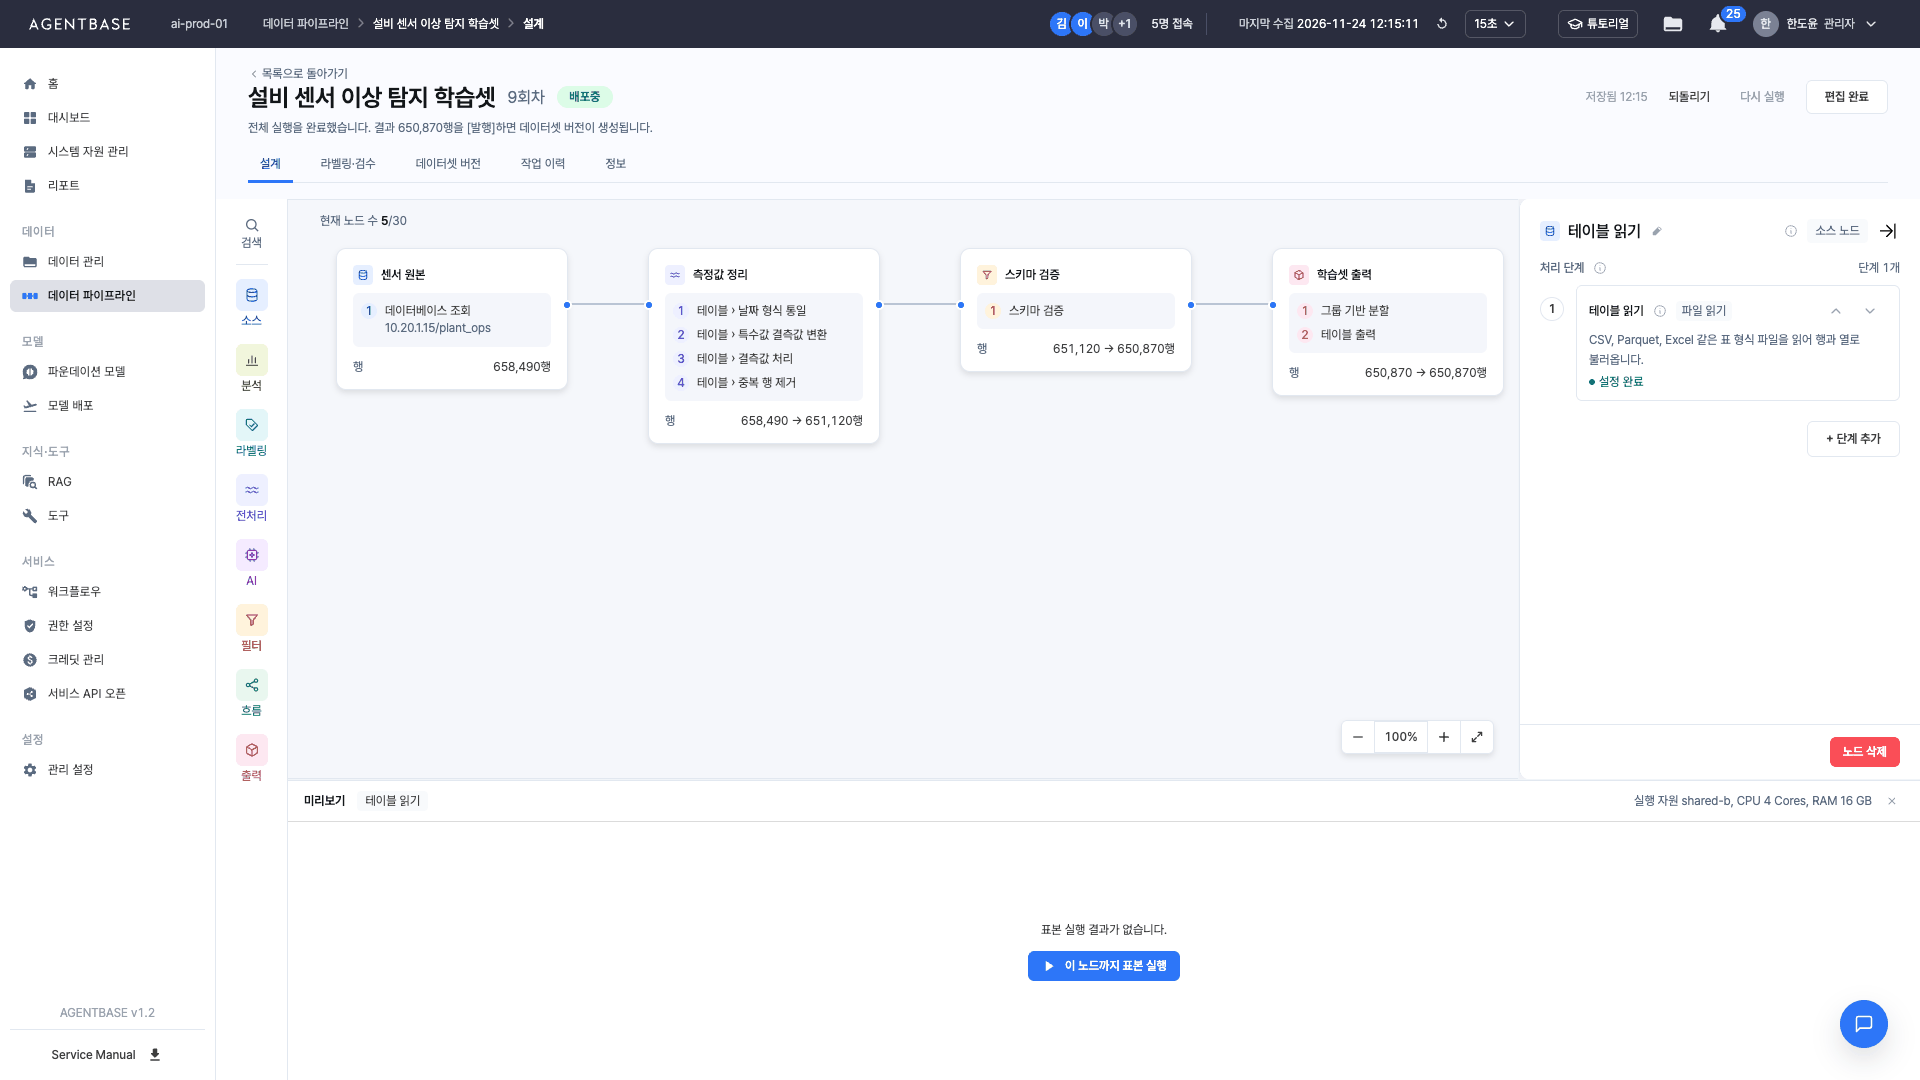 AGENTBASE
ai-prod-01
데이터 파이프라인 > 설비 센서 이상 탐지 학습셋 > 설계
김 이 박 +1 5명 접속
마지막 수집 2026-11-24 12:15:11
15초
튜토리얼
25
한 한도윤 관리자
홈
대시보드
시스템 자원 관리
리포트
데이터
데이터 관리
데이터 파이프라인
모델
파운데이션 모델
모델 배포
지식·도구
RAG
도구
서비스
워크플로우
권한 설정
크레딧 관리
서비스 API 오픈
설정
관리 설정
AGENTBASE v1.2
Service Manual
목록으로 돌아가기
설비 센서 이상 탐지 학습셋 9회차 배포중
전체 실행을 완료했습니다. 결과 650,870행을 [발행]하면 데이터셋 버전이 생성됩니다.
저장됨 12:15 되돌리기 다시 실행 편집 완료
설계 라벨링·검수 데이터셋 버전 작업 이력 정보
검색
소스
분석
라벨링
전처리
AI
필터
흐름
출력
현재 노드 수 5/30
센서 원본
1 데이터베이스 조회
10.20.1.15/plant_ops
행 658,490행
측정값 정리
1 테이블 › 날짜 형식 통일
2 테이블 › 특수값 결측값 변환
3 테이블 › 결측값 처리
4 테이블 › 중복 행 제거
행 658,490 → 651,120행
스키마 검증
1 스키마 검증
행 651,120 → 650,870행
학습셋 출력
1 그룹 기반 분할
2 테이블 출력
행 650,870 → 650,870행
100%
테이블 읽기
소스 노드
처리 단계
단계 1개
1
테이블 읽기 파일 읽기
CSV, Parquet, Excel 같은 표 형식 파일을 읽어 행과 열로
불러옵니다.
설정 완료
+ 단계 추가
노드 삭제
미리보기 테이블 읽기
실행 자원 shared-b, CPU 4 Cores, RAM 16 GB
표본 실행 결과가 없습니다.
이 노드까지 표본 실행